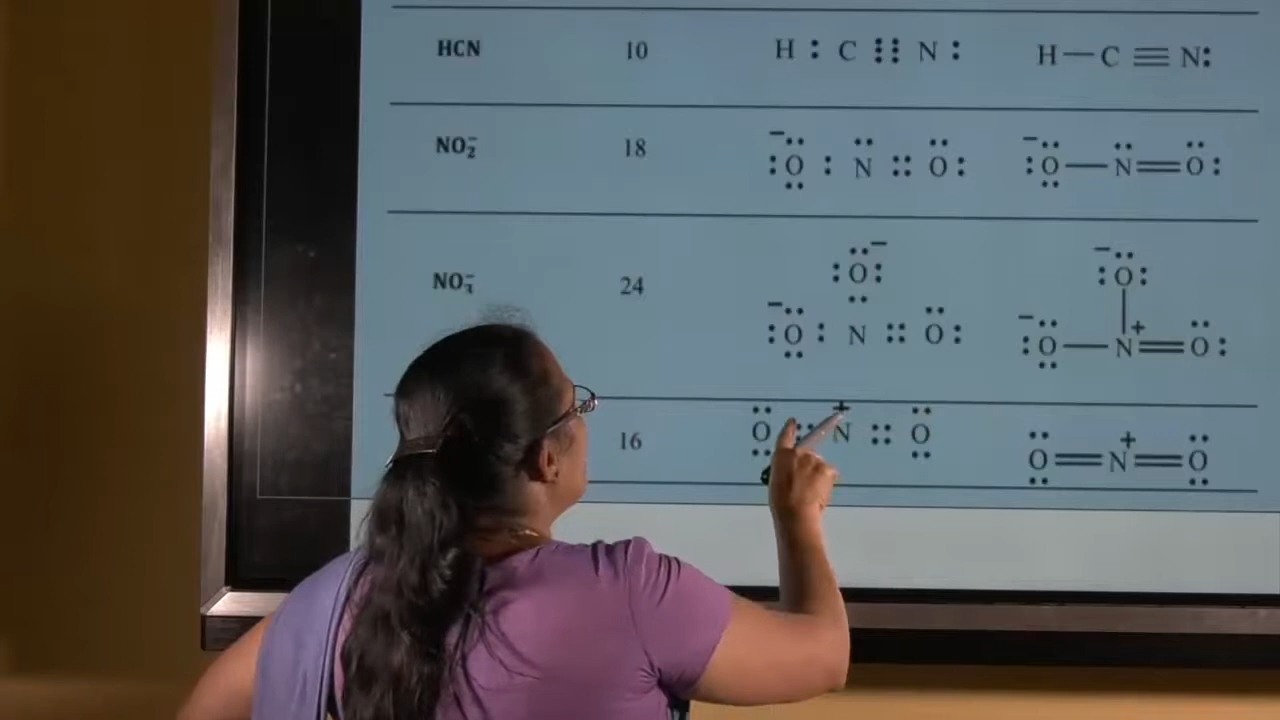 HCN 10 H : C ⠿ N : H — C ≡ N:
NO₂⁻ 18 :Ö : N̈ :: Ö: ⁻:Ö — N̈ = Ö:
NO₃⁻ 24 :Ö:⁻ ⁻:Ö:
⁻:Ö : N :: Ö: ⁻:Ö — N⁺ = Ö:
16 Ö :: N⁺ :: Ö Ö = N⁺ = Ö